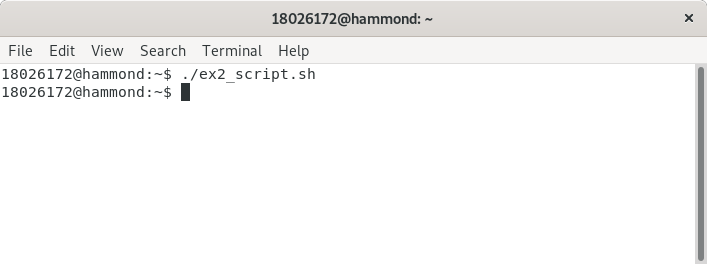 18026172@hammond: ~
File Edit View Search Terminal Help
18026172@hammond:~$ ./ex2_script.sh
18026172@hammond:~$